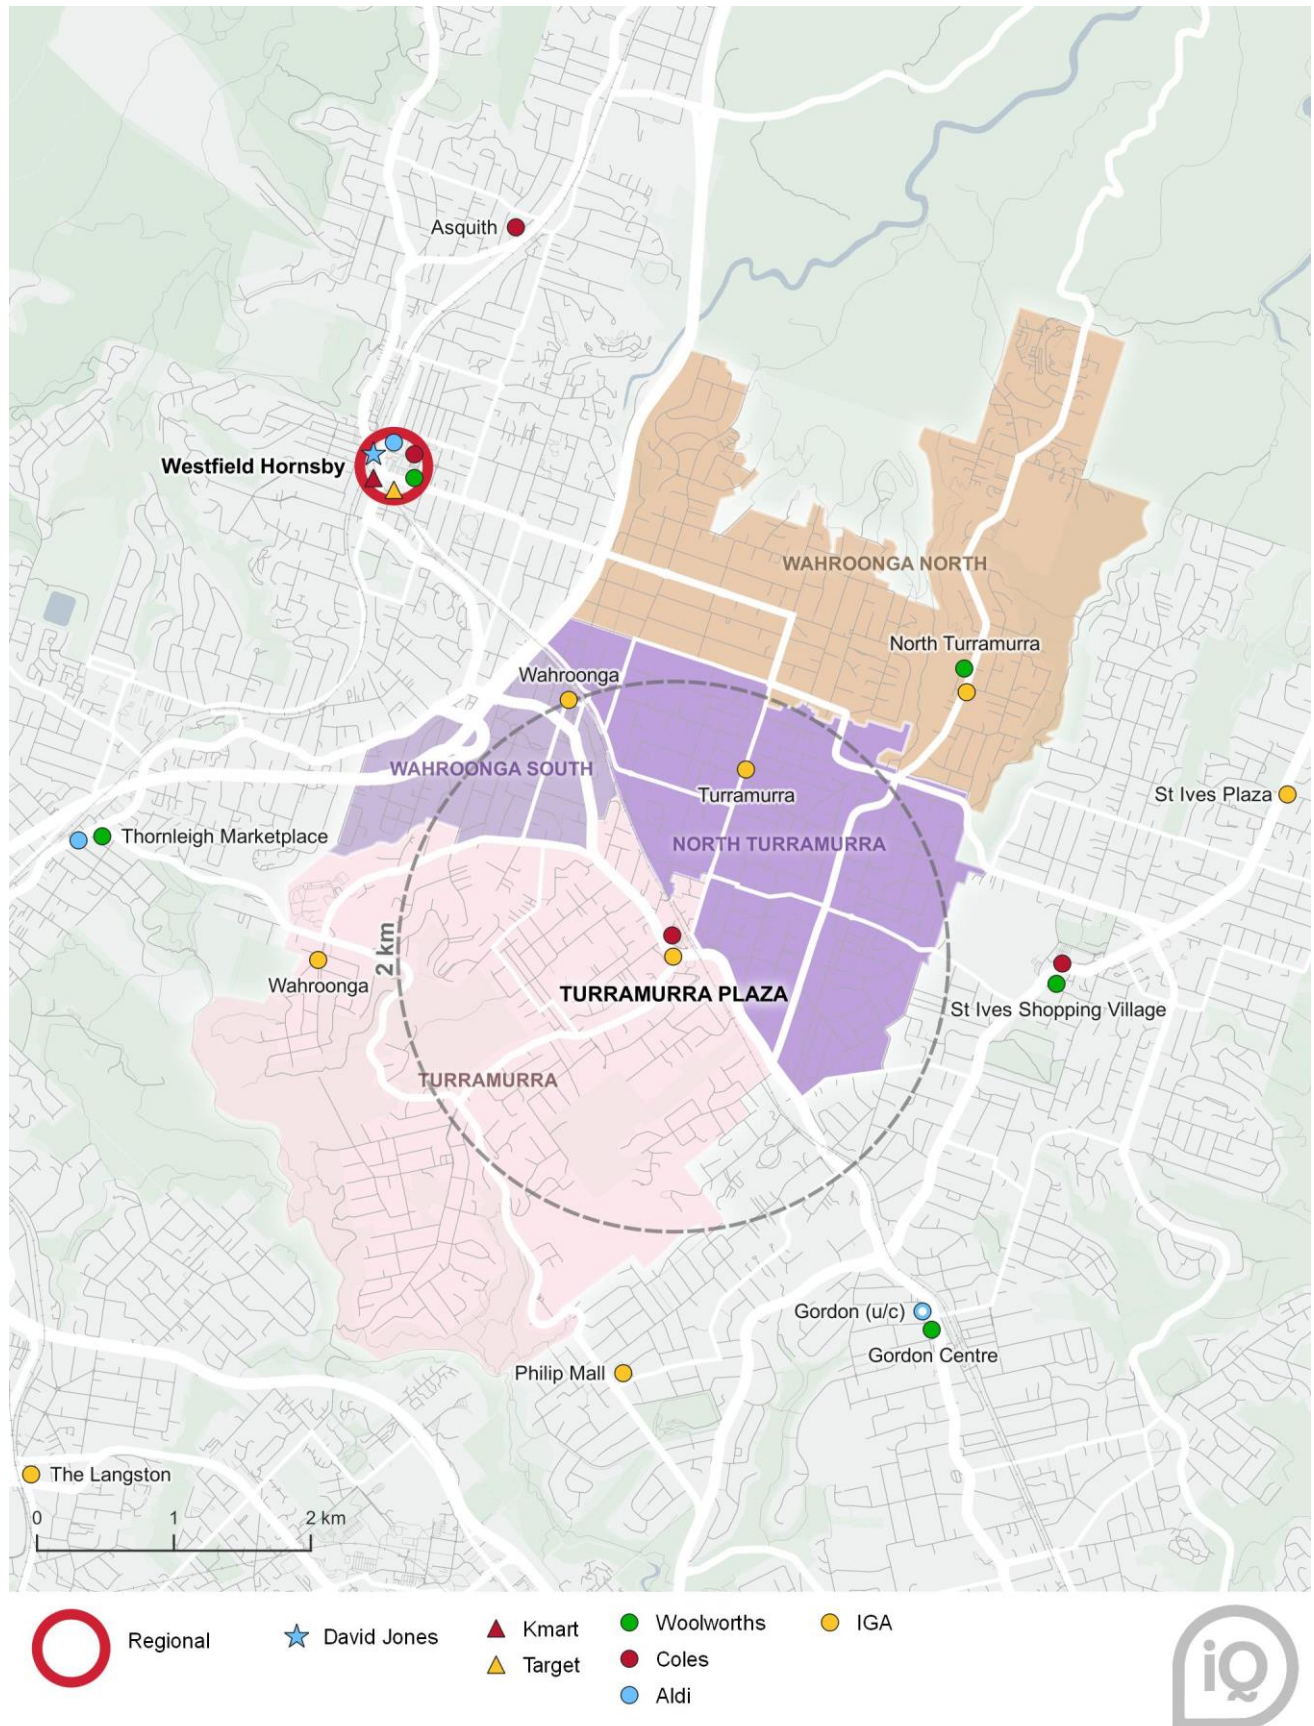 Asquith
Westfield Hornsby
WAHROONGA NORTH
North Turramurra
Wahroonga
WAHROONGA SOUTH
Turramurra
St Ives Plaza
Thornleigh Marketplace
NORTH TURRAMURRA
2 km
Wahroonga
TURRAMURRA PLAZA
St Ives Shopping Village
TURRAMURRA
Gordon (u/c)
Gordon Centre
Philip Mall
The Langston
0 1 2 km
Regional
David Jones
Kmart
Target
Woolworths
Coles
Aldi
IGA
iQ